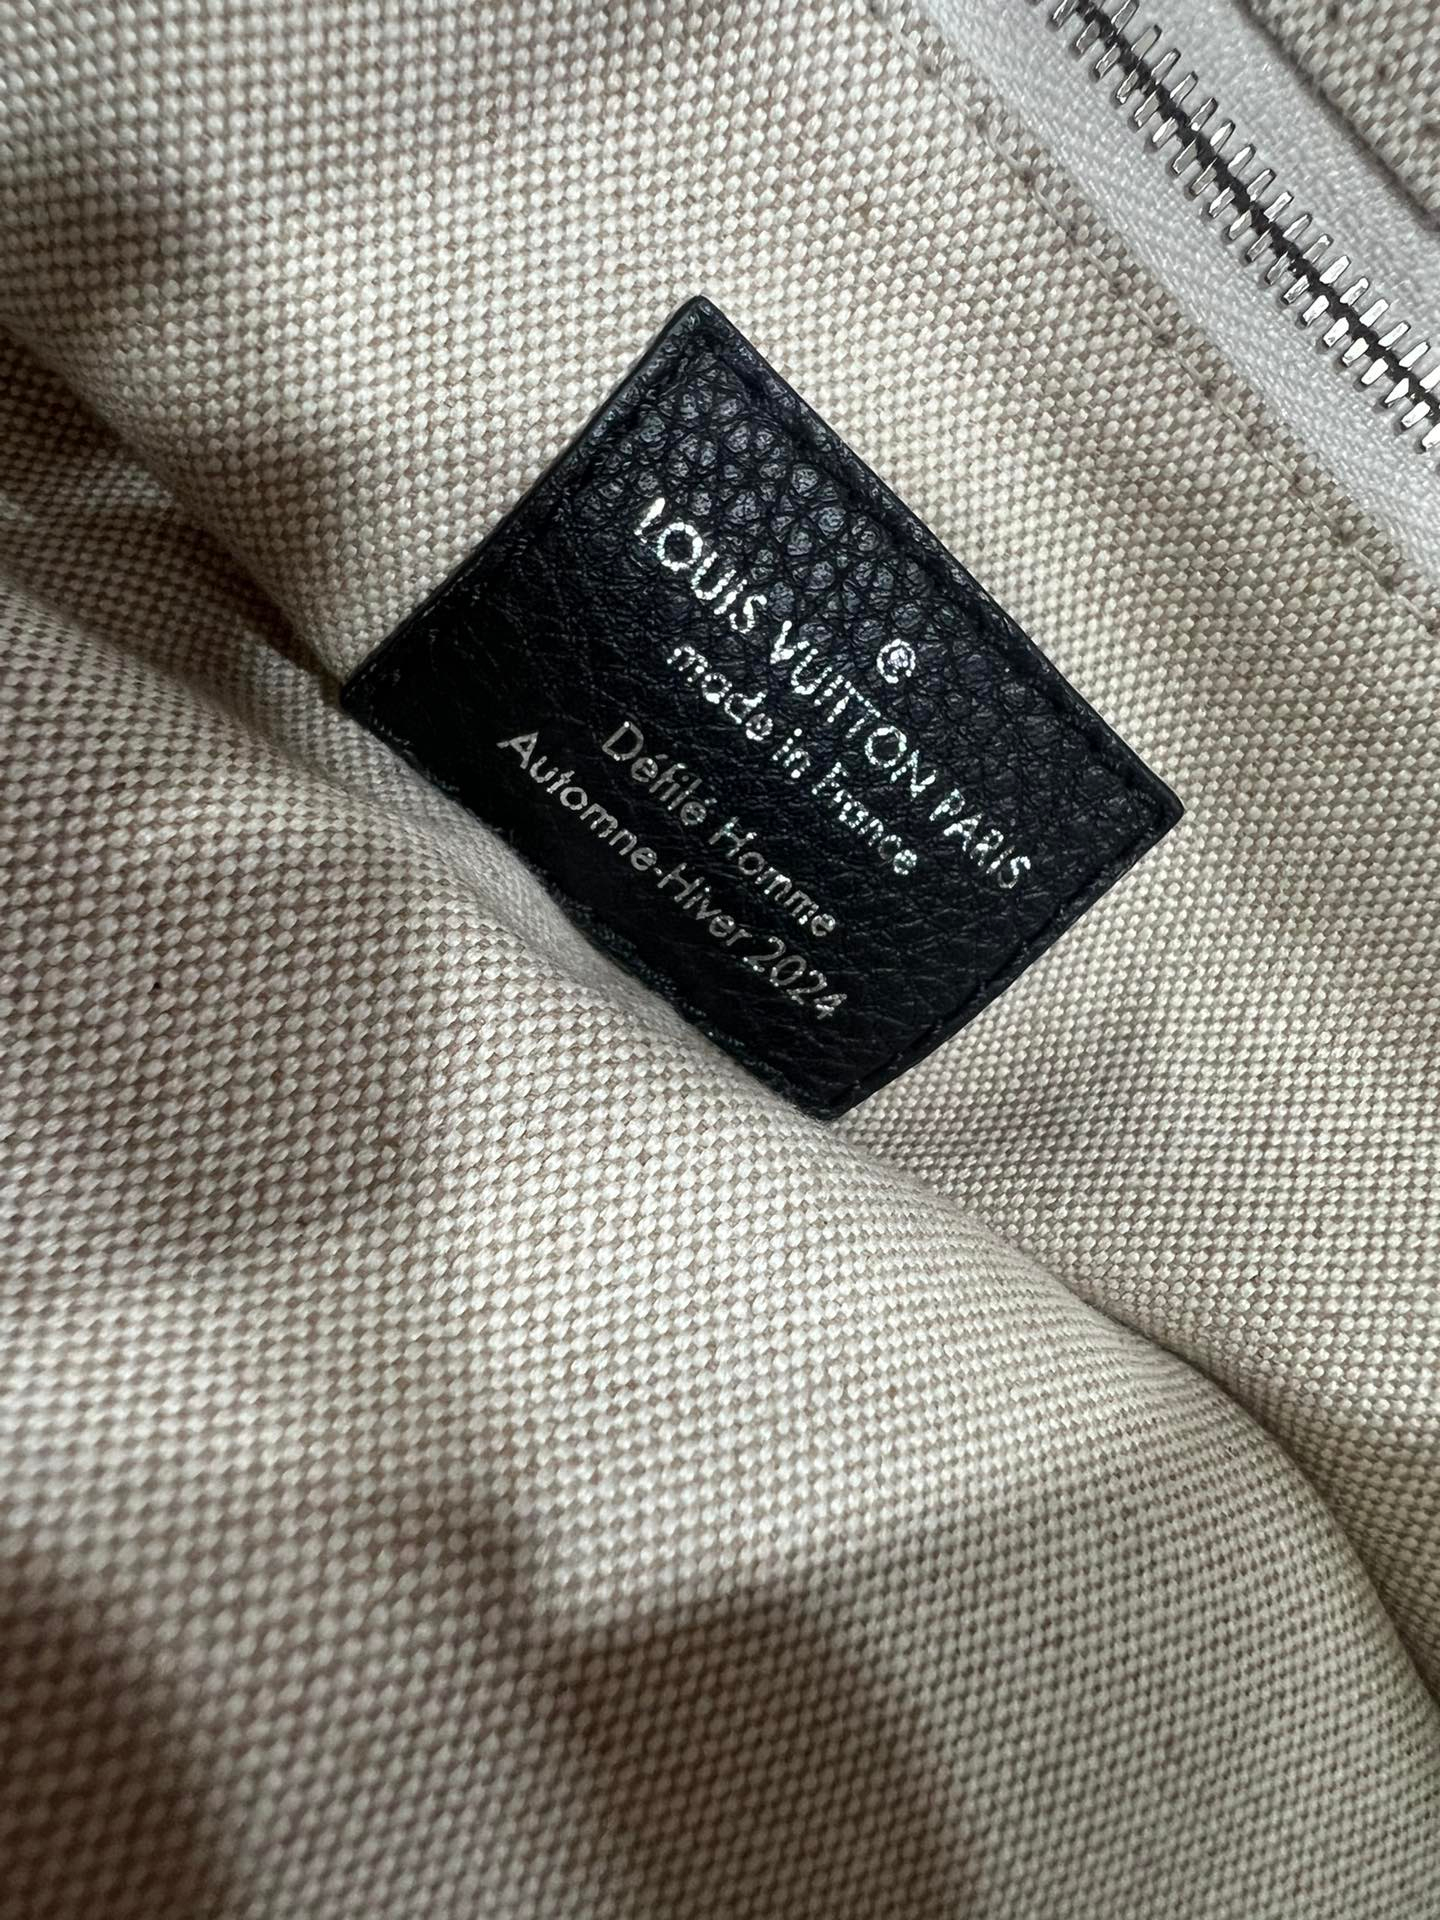 ®
LOUIS VUITTON PARIS
made in France
Défilé Homme
Automne-Hiver 2024